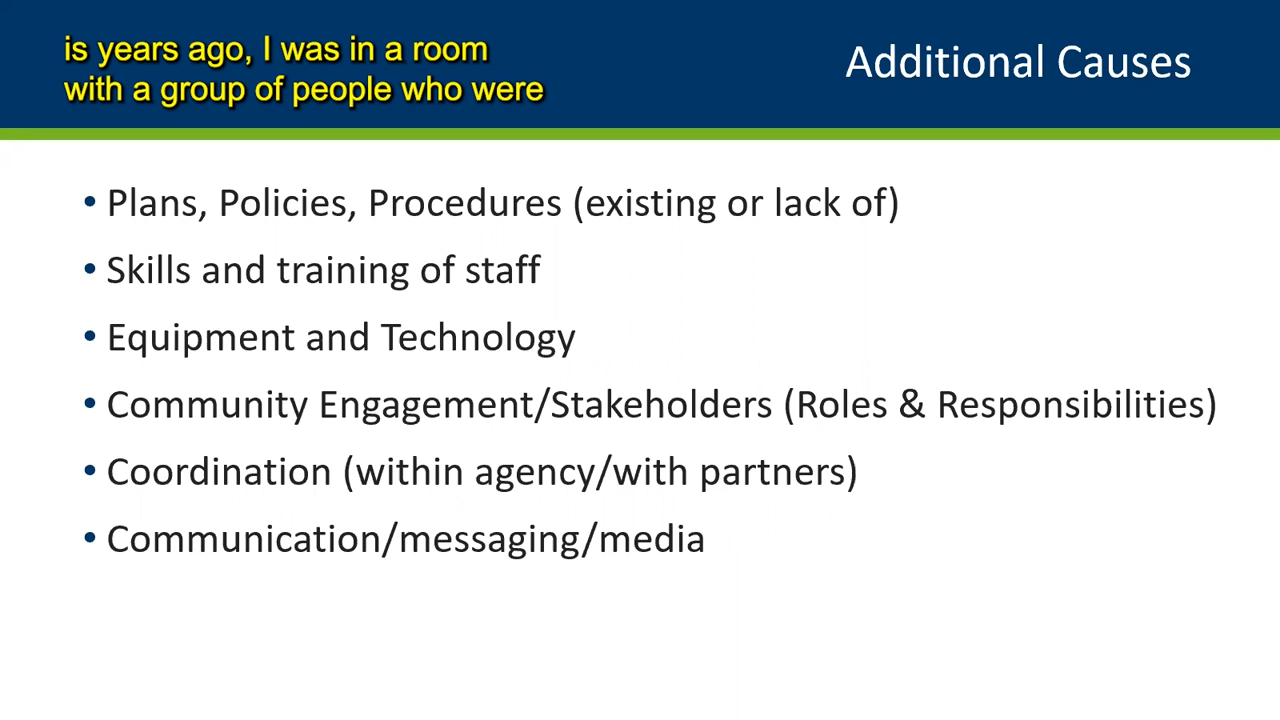 is years ago, I was in a room
with a group of people who were
Additional Causes
• Plans, Policies, Procedures (existing or lack of)
• Skills and training of staff
• Equipment and Technology
• Community Engagement/Stakeholders (Roles & Responsibilities)
• Coordination (within agency/with partners)
• Communication/messaging/media